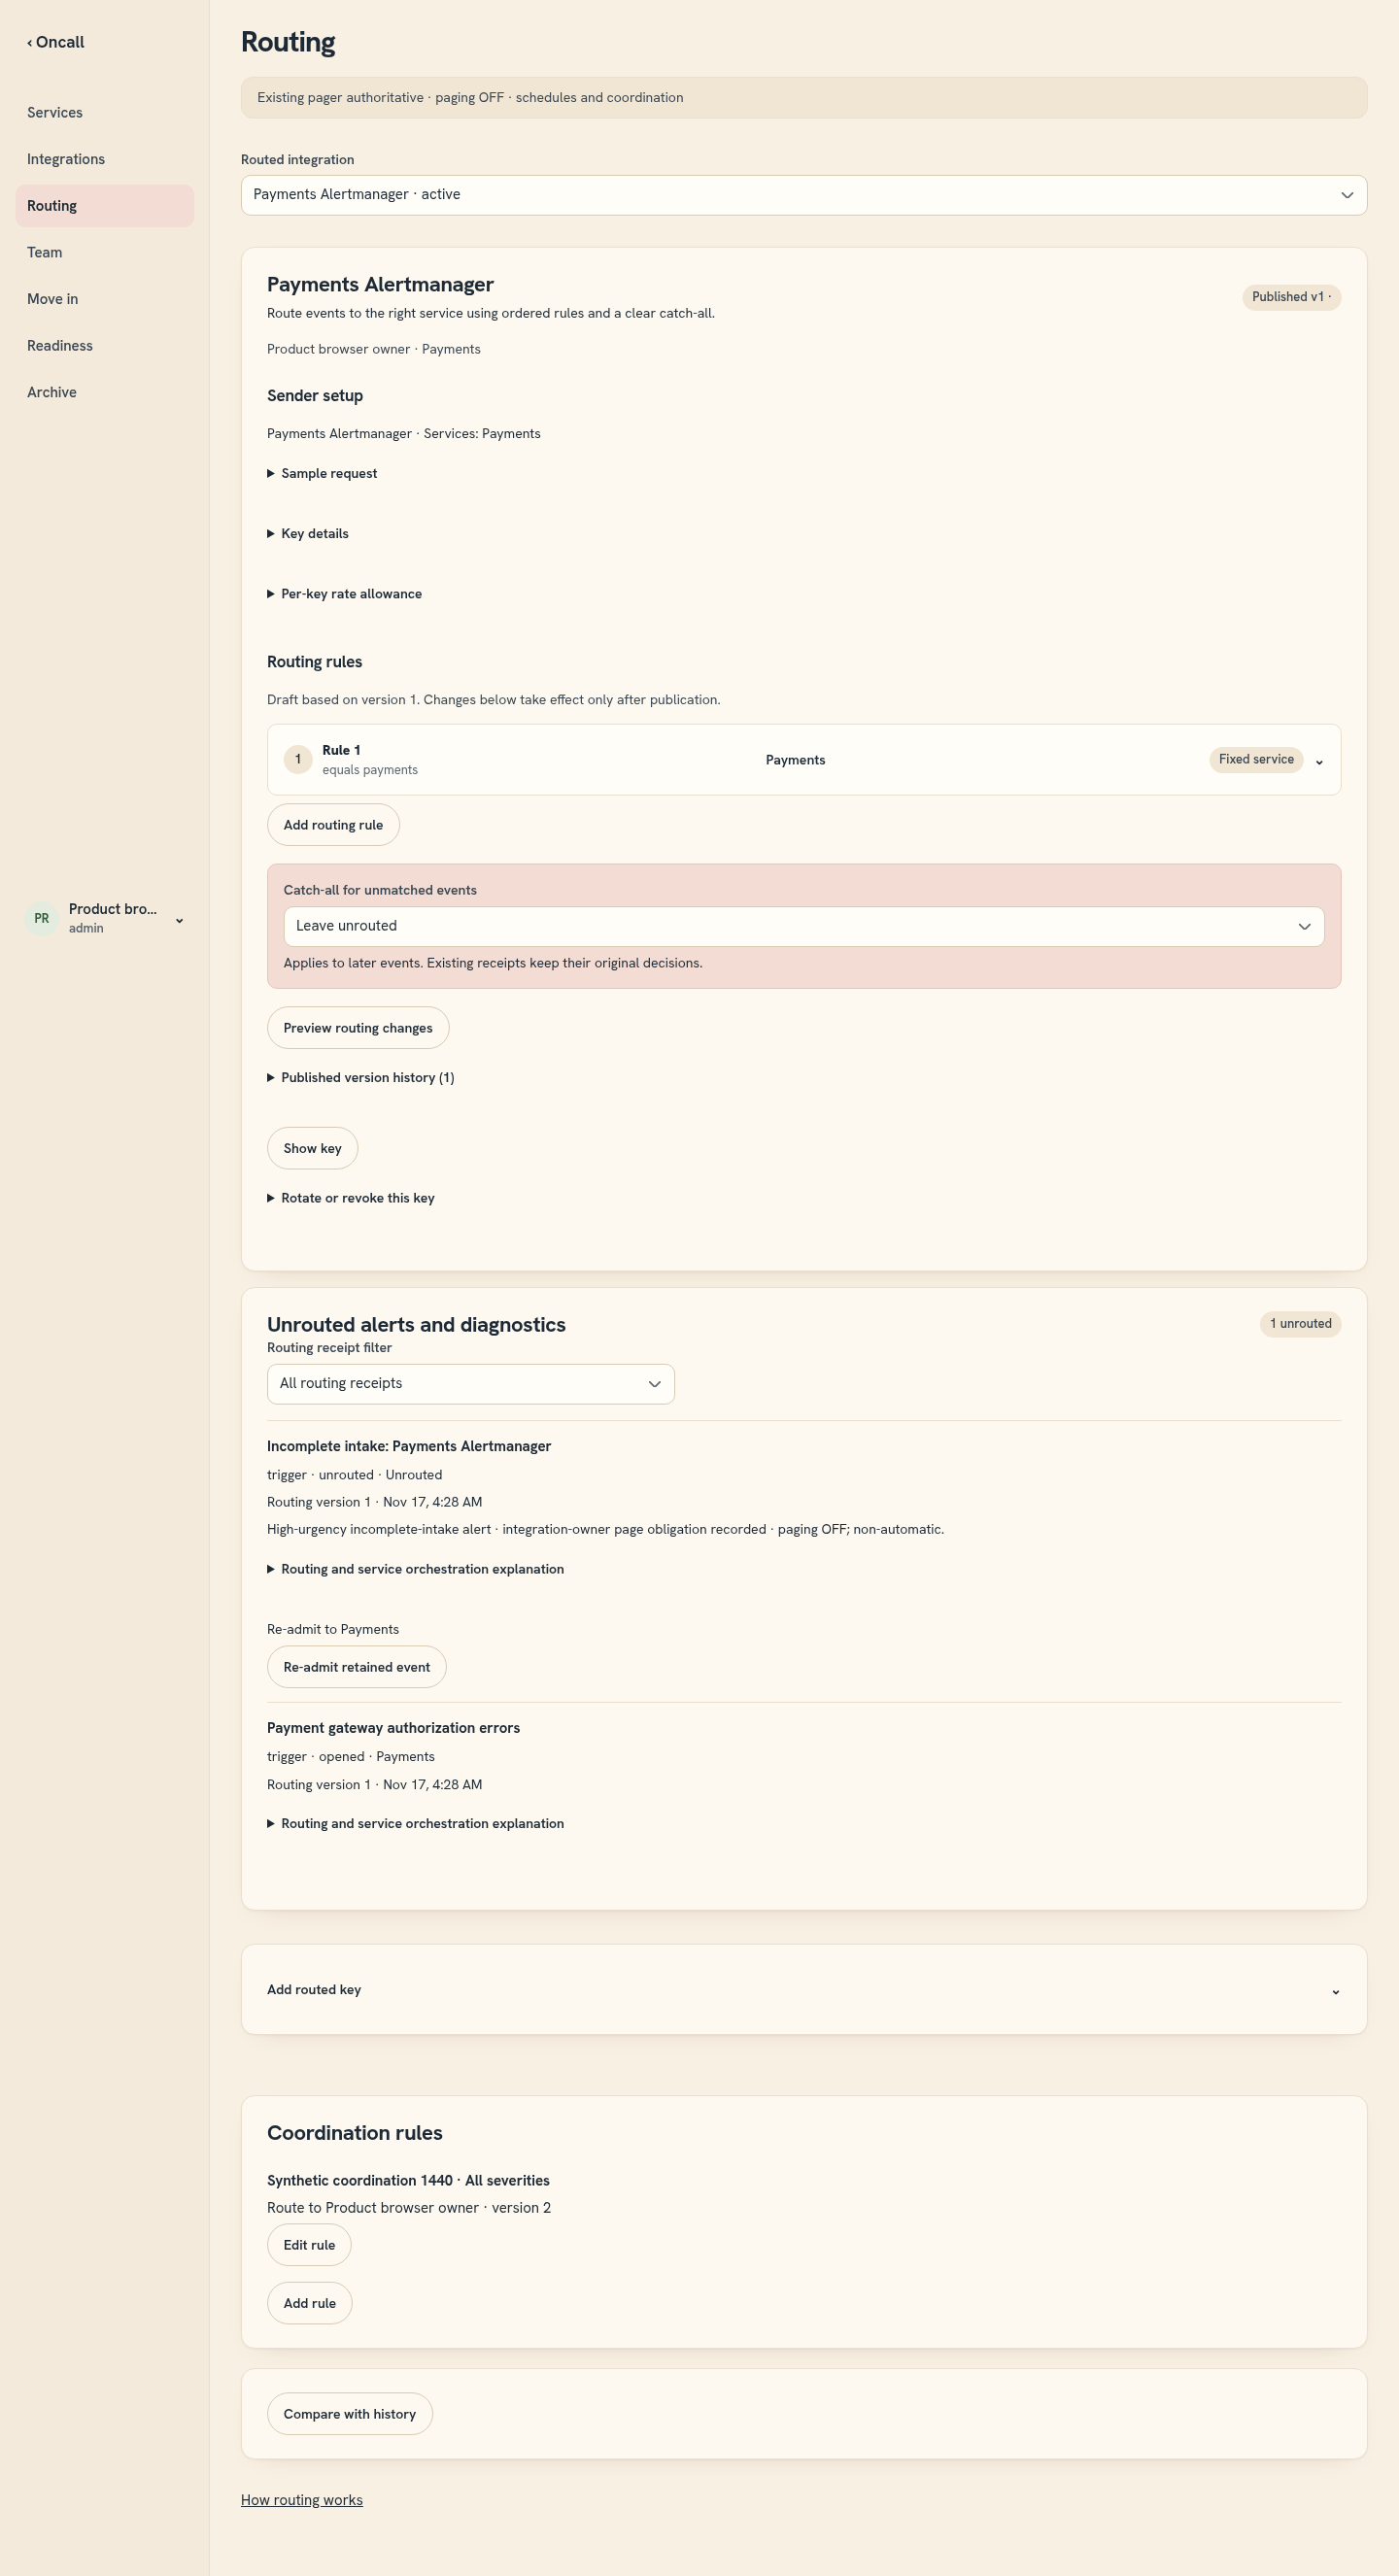 ‹ Oncall
Services
Integrations
Routing
Team
Move in
Readiness
Archive
PR
Product bro...
admin
Routing
Existing pager authoritative · paging OFF · schedules and coordination
Routed integration
Payments Alertmanager · active
Payments Alertmanager
Published v1 ·
Route events to the right service using ordered rules and a clear catch-all.
Product browser owner · Payments
Sender setup
Payments Alertmanager · Services: Payments
Sample request
Key details
Per-key rate allowance
Routing rules
Draft based on version 1. Changes below take effect only after publication.
1
Rule 1
equals payments
Payments
Fixed service
Add routing rule
Catch-all for unmatched events
Leave unrouted
Applies to later events. Existing receipts keep their original decisions.
Preview routing changes
Published version history (1)
Show key
Rotate or revoke this key
Unrouted alerts and diagnostics
1 unrouted
Routing receipt filter
All routing receipts
Incomplete intake: Payments Alertmanager
trigger · unrouted · Unrouted
Routing version 1 · Nov 17, 4:28 AM
High-urgency incomplete-intake alert · integration-owner page obligation recorded · paging OFF; non-automatic.
Routing and service orchestration explanation
Re-admit to Payments
Re-admit retained event
Payment gateway authorization errors
trigger · opened · Payments
Routing version 1 · Nov 17, 4:28 AM
Routing and service orchestration explanation
Add routed key
Coordination rules
Synthetic coordination 1440 · All severities
Route to Product browser owner · version 2
Edit rule
Add rule
Compare with history
How routing works